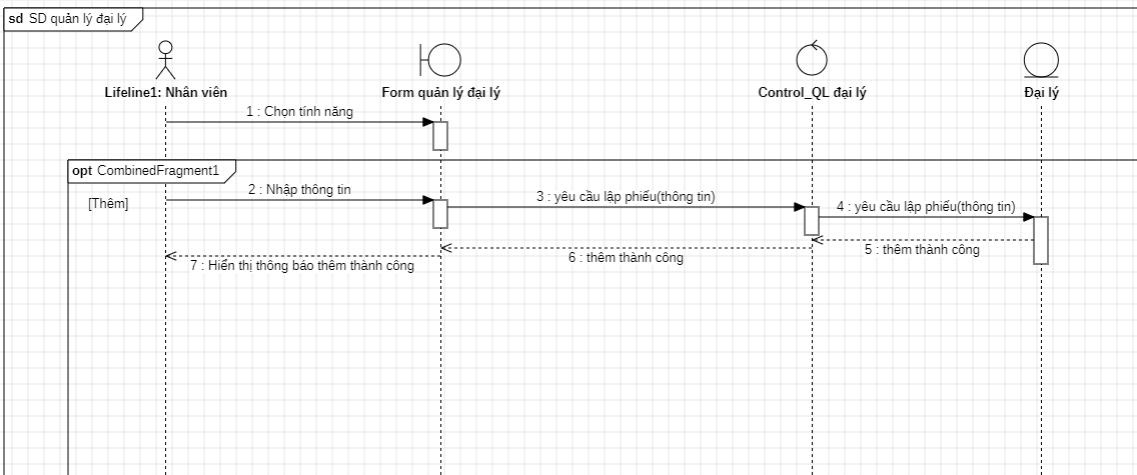 sd SD quản lý đại lý
Lifeline1: Nhân viên
Form quản lý đại lý
Control_QL đại lý
Đại lý
1 : Chọn tính năng
opt CombinedFragment1
[Thêm]
2 : Nhập thông tin
3 : yêu cầu lập phiếu(thông tin)
4 : yêu cầu lập phiếu(thông tin)
5 : thêm thành công
6 : thêm thành công
7 : Hiển thị thông báo thêm thành công